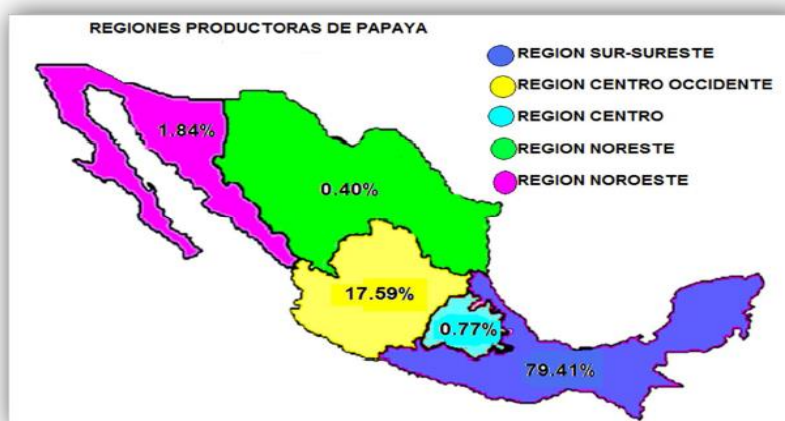 REGIONES PRODUCTORAS DE PAPAYA
REGION SUR-SURESTE
REGION CENTRO OCCIDENTE
REGION CENTRO
REGION NORESTE
REGION NOROESTE
1.84%
0.40%
17.59%
0.77%
79.41%